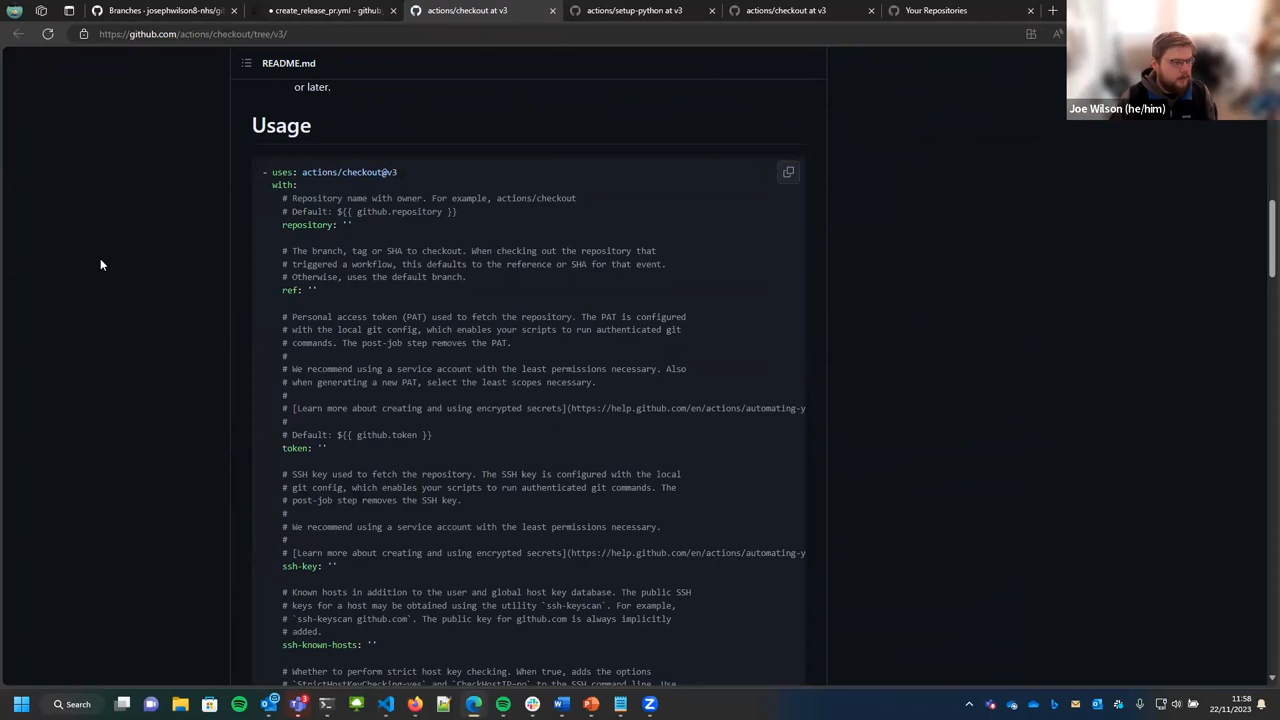 Branches · josephwilson8-nhs/gi
create_release_pr.yml - github
actions/checkout at v3
actions/setup-python at v3
actions/checkout at v3
Your Repositories
https://github.com/actions/checkout/tree/v3/
Joe Wilson (he/him)
README.md
or later.
Usage
- uses: actions/checkout@v3
with:
# Repository name with owner. For example, actions/checkout
# Default: ${{ github.repository }}
repository: ''
# The branch, tag or SHA to checkout. When checking out the repository that
# triggered a workflow, this defaults to the reference or SHA for that event.
# Otherwise, uses the default branch.
ref: ''
# Personal access token (PAT) used to fetch the repository. The PAT is configured
# with the local git config, which enables your scripts to run authenticated git
# commands. The post-job step removes the PAT.
#
# We recommend using a service account with the least permissions necessary. Also
# when generating a new PAT, select the least scopes necessary.
#
# [Learn more about creating and using encrypted secrets](https://help.github.com/en/actions/automating-y
#
# Default: ${{ github.token }}
token: ''
# SSH key used to fetch the repository. The SSH key is configured with the local
# git config, which enables your scripts to run authenticated git commands. The
# post-job step removes the SSH key.
#
# We recommend using a service account with the least permissions necessary.
#
# [Learn more about creating and using encrypted secrets](https://help.github.com/en/actions/automating-y
ssh-key: ''
# Known hosts in addition to the user and global host key database. The public SSH
# keys for a host may be obtained using the utility `ssh-keyscan`. For example,
# `ssh-keyscan github.com`. The public key for github.com is always implicitly
# added.
ssh-known-hosts: ''
# Whether to perform strict host key checking. When true, adds the options
# `StrictHostKeyChecking=yes` and `CheckHostIP=no` to the SSH command line. Use
Search
11:58
22/11/2023